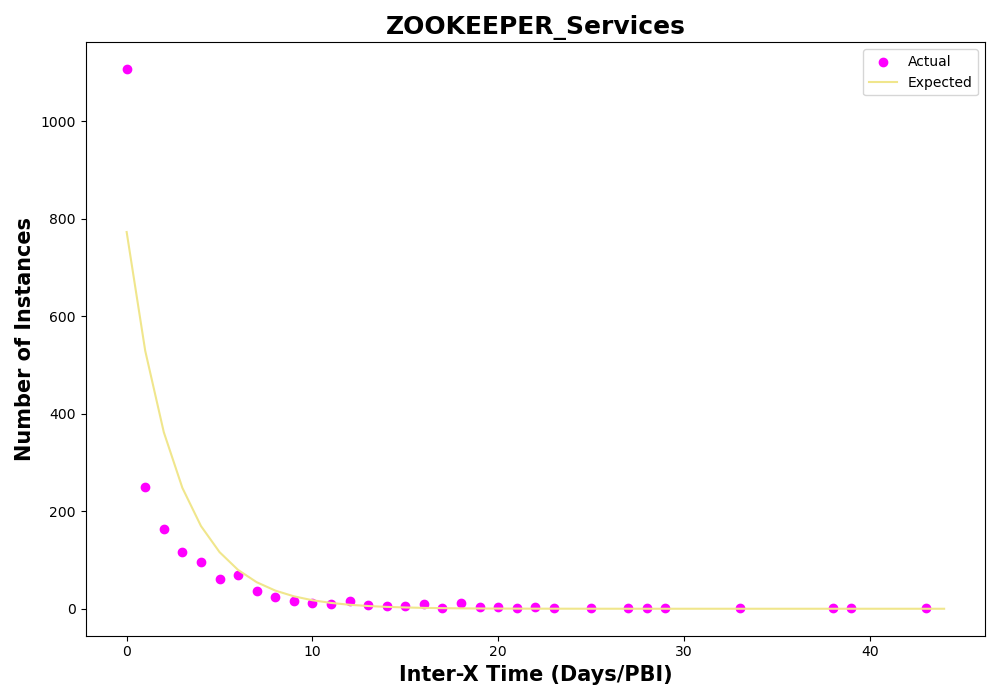 ZOOKEEPER_Services
Actual
Expected
Number of Instances
1000
800
600
400
200
0
0 10 20 30 40
Inter-X Time (Days/PBI)